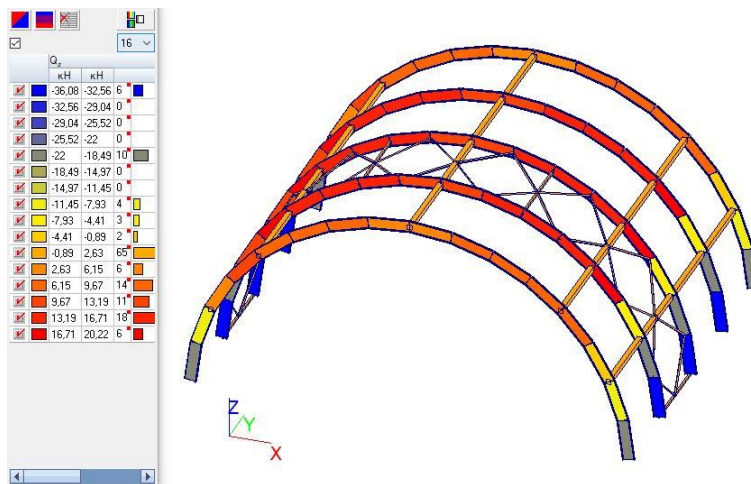 16
Qz
кН кН
-36,08 -32,56 6
-32,56 -29,04 0
-29,04 -25,52 0
-25,52 -22 0
-22 -18,49 10
-18,49 -14,97 0
-14,97 -11,45 0
-11,45 -7,93 4
-7,93 -4,41 3
-4,41 -0,89 2
-0,89 2,63 65
2,63 6,15 6
6,15 9,67 14
9,67 13,19 11
13,19 16,71 18
16,71 20,22 6
Z
Y
X